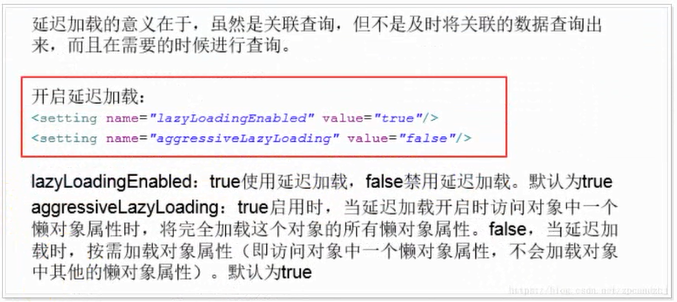 延迟加载的意义在于，虽然是关联查询，但不是及时将关联的数据查询出
来，而且在需要的时候进行查询。
开启延迟加载：
<setting name="lazyLoadingEnabled" value="true"/>
<setting name="aggressiveLazyLoading" value="false"/>
lazyLoadingEnabled：true使用延迟加载，false禁用延迟加载。默认为true
aggressiveLazyLoading：true启用时，当延迟加载开启时访问对象中一个
懒对象属性时，将完全加载这个对象的所有懒对象属性。false，当延迟加
载时，按需加载对象属性（即访问对象中一个懒对象属性，不会加载对象
中其他的懒对象属性）。默认为true